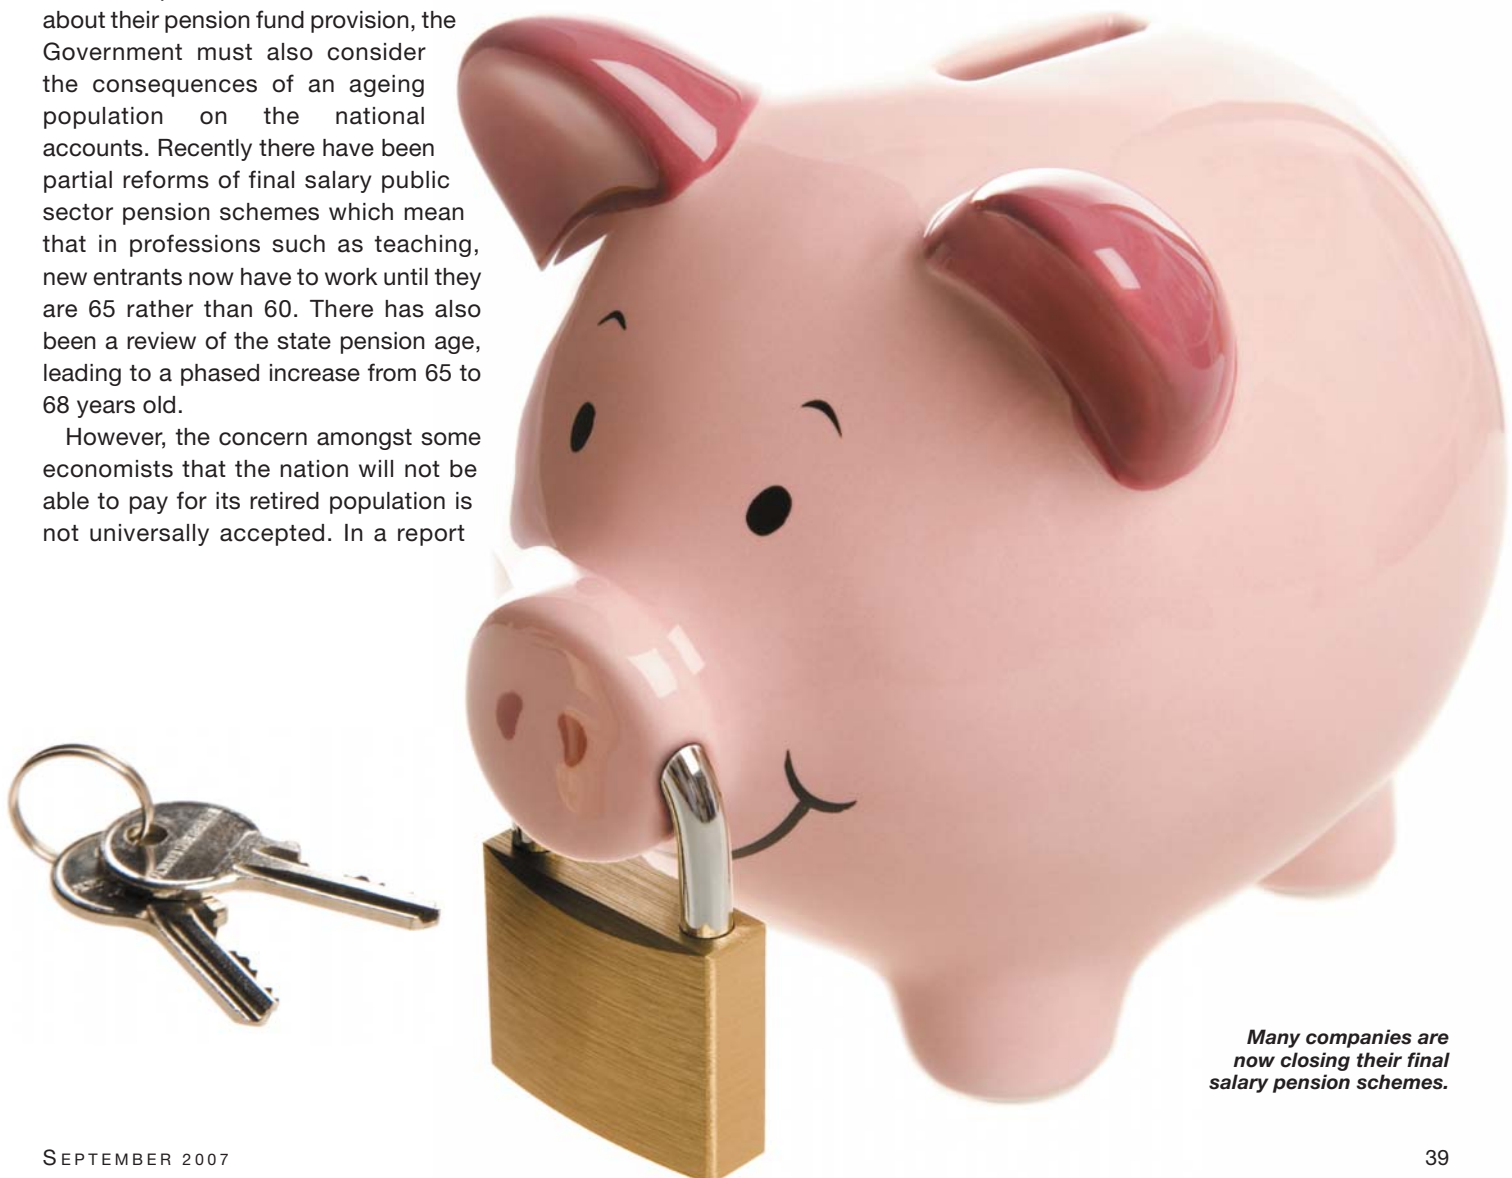 about their pension fund provision, the
Government must also consider
the consequences of an ageing
population on the national
accounts. Recently there have been
partial reforms of final salary public
sector pension schemes which mean
that in professions such as teaching,
new entrants now have to work until they
are 65 rather than 60. There has also
been a review of the state pension age,
leading to a phased increase from 65 to
68 years old.
However, the concern amongst some
economists that the nation will not be
able to pay for its retired population is
not universally accepted. In a report
Many companies are
now closing their final
salary pension schemes.
SEPTEMBER 2007
39